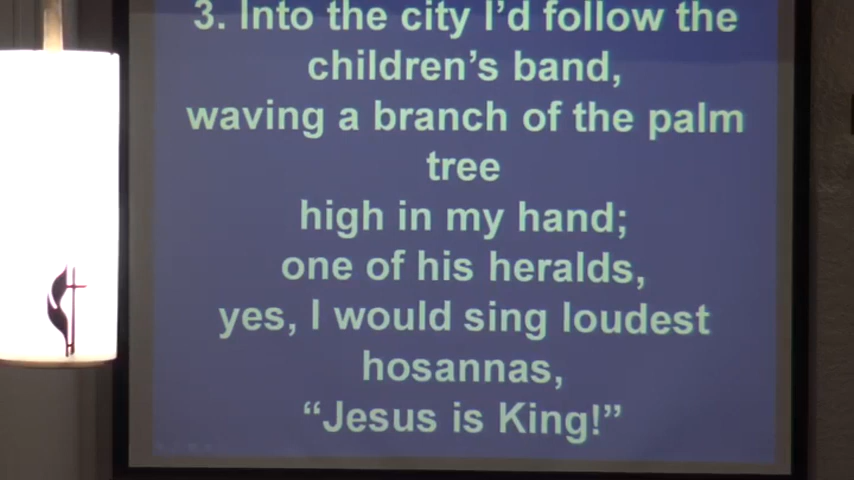 3. Into the city I'd follow the
children's band,
waving a branch of the palm
tree
high in my hand;
one of his heralds,
yes, I would sing loudest
hosannas,
“Jesus is King!”